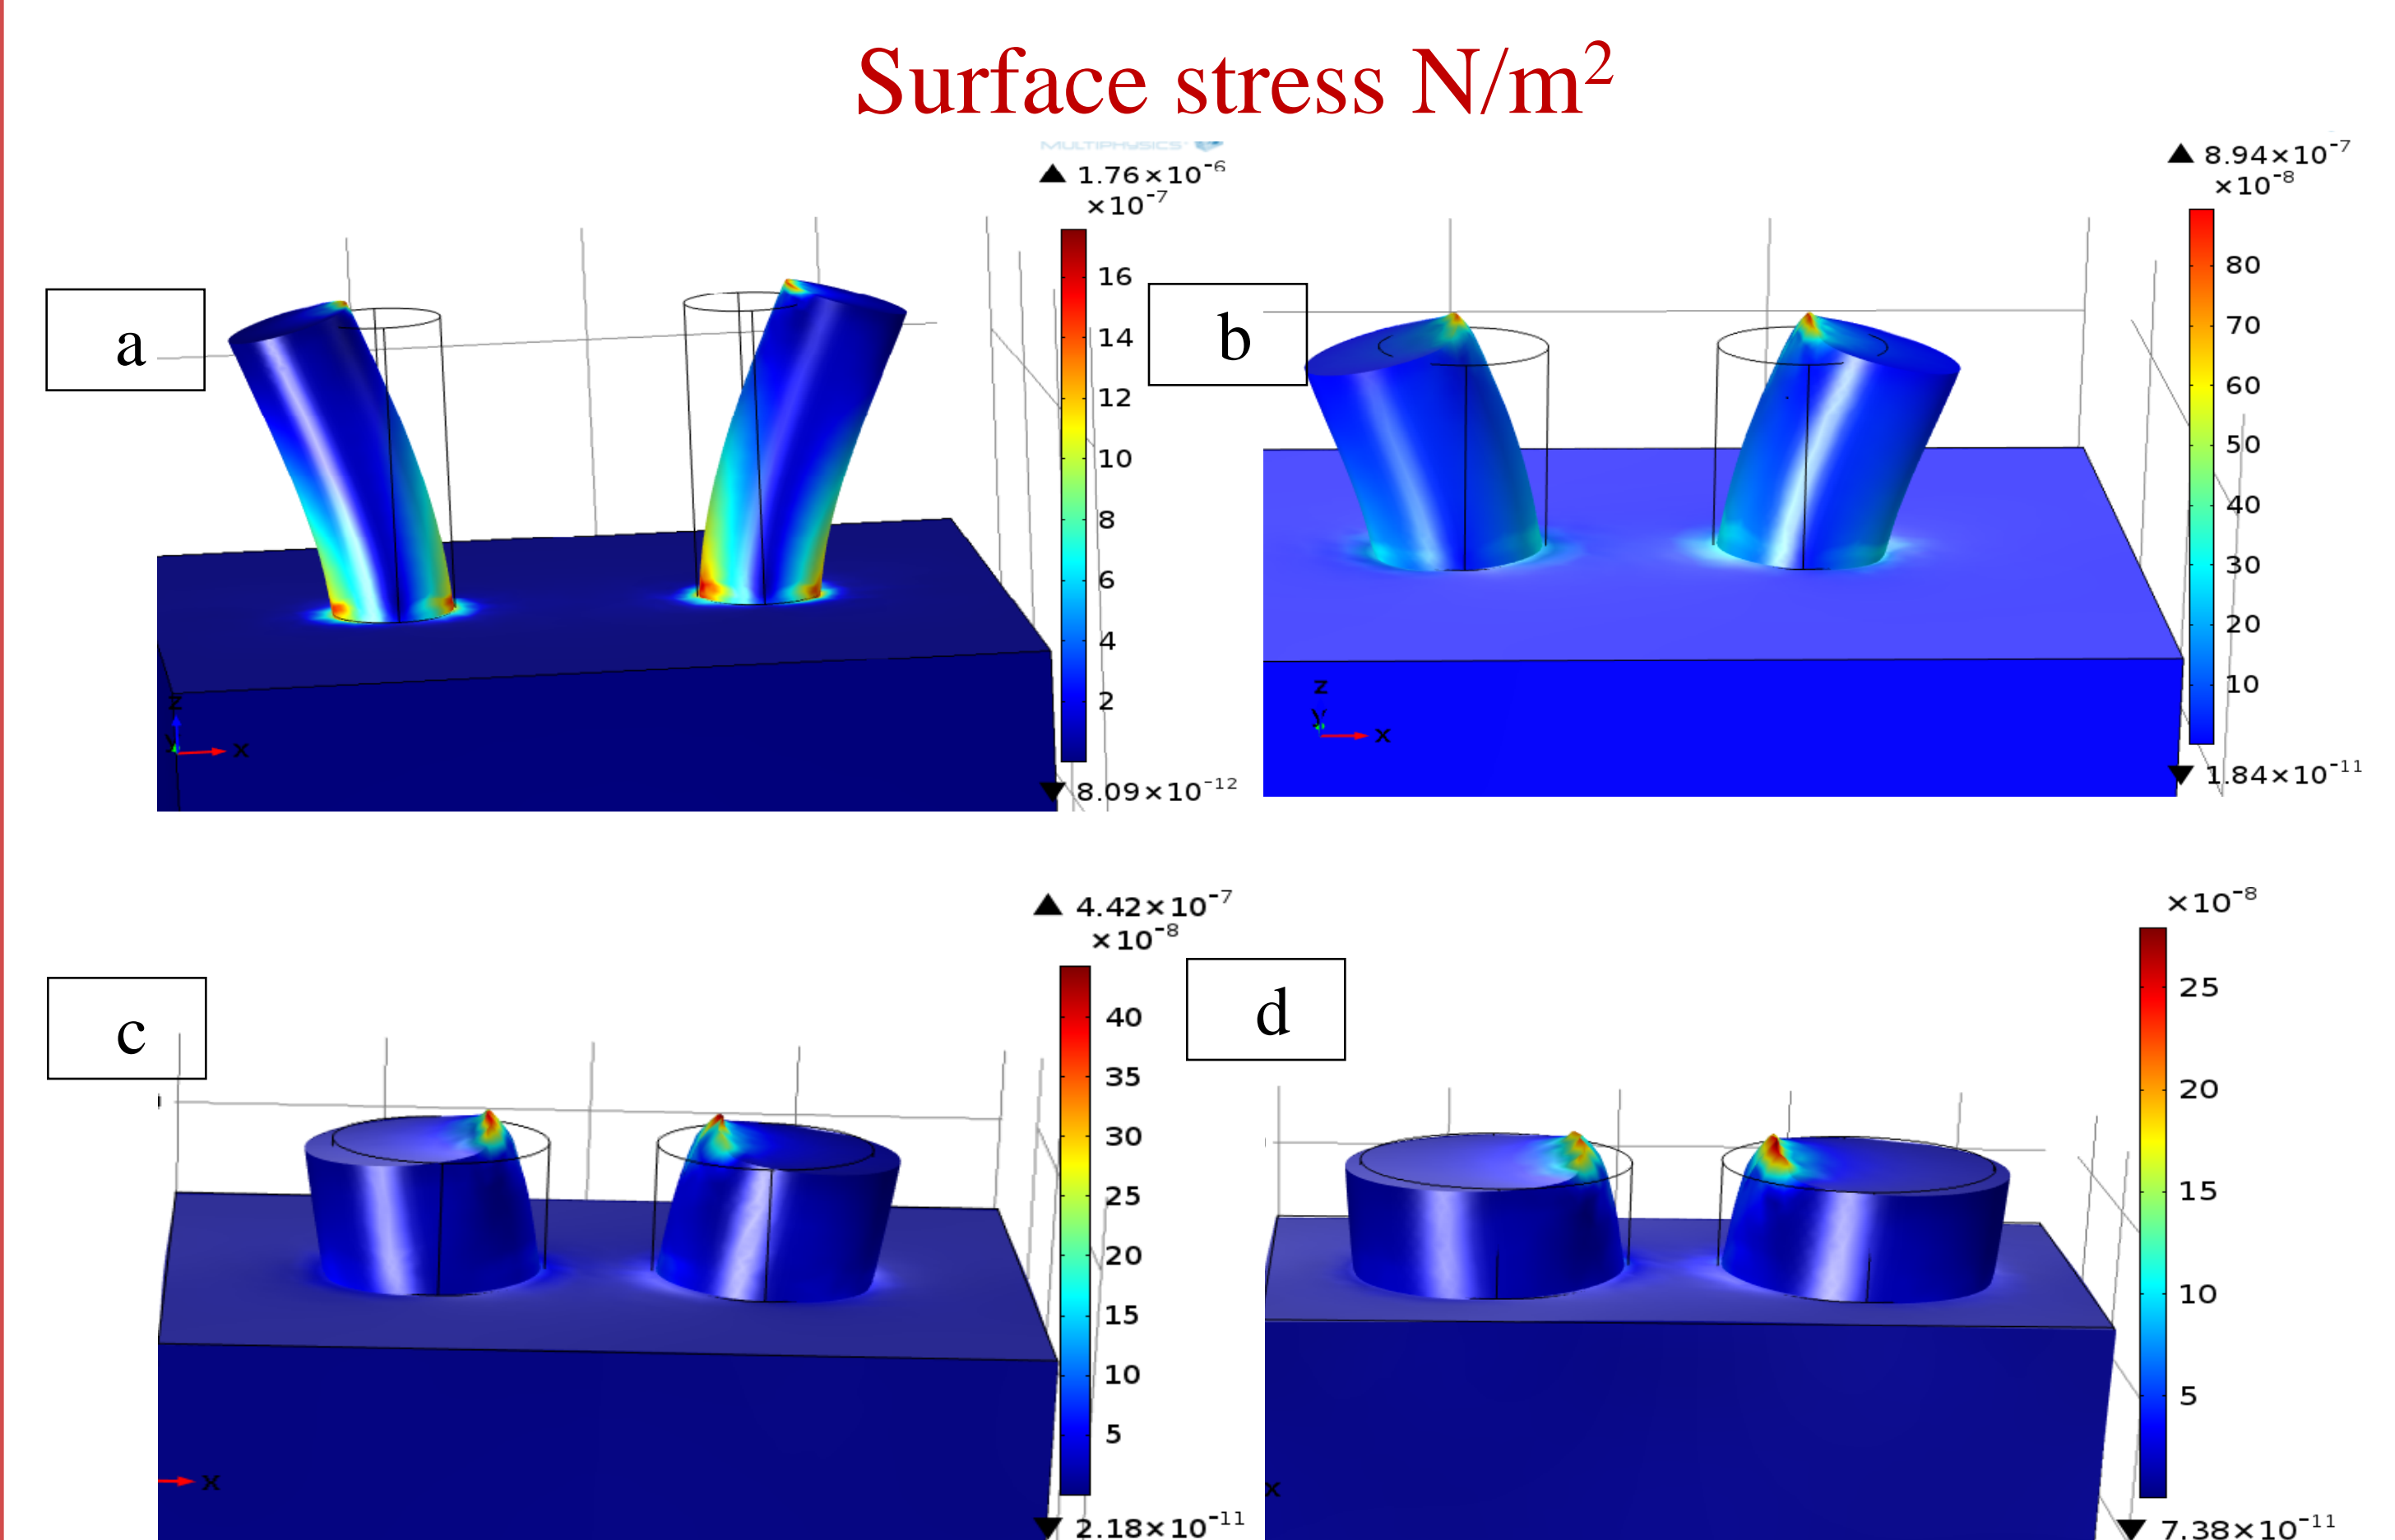 Surface stress N/m²
MULTIPHYSICS
a
▲ 1.76×10⁻⁶
×10⁻⁷
16
14
12
10
8
6
4
2
▼ 8.09×10⁻¹²
z
y
x
b
▲ 8.94×10⁻⁷
×10⁻⁸
80
70
60
50
40
30
20
10
▼ 1.84×10⁻¹¹
z
y
x
c
▲ 4.42×10⁻⁷
×10⁻⁸
40
35
30
25
20
15
10
5
▼ 2.18×10⁻¹¹
x
d
×10⁻⁸
25
20
15
10
5
▼ 7.38×10⁻¹¹
x